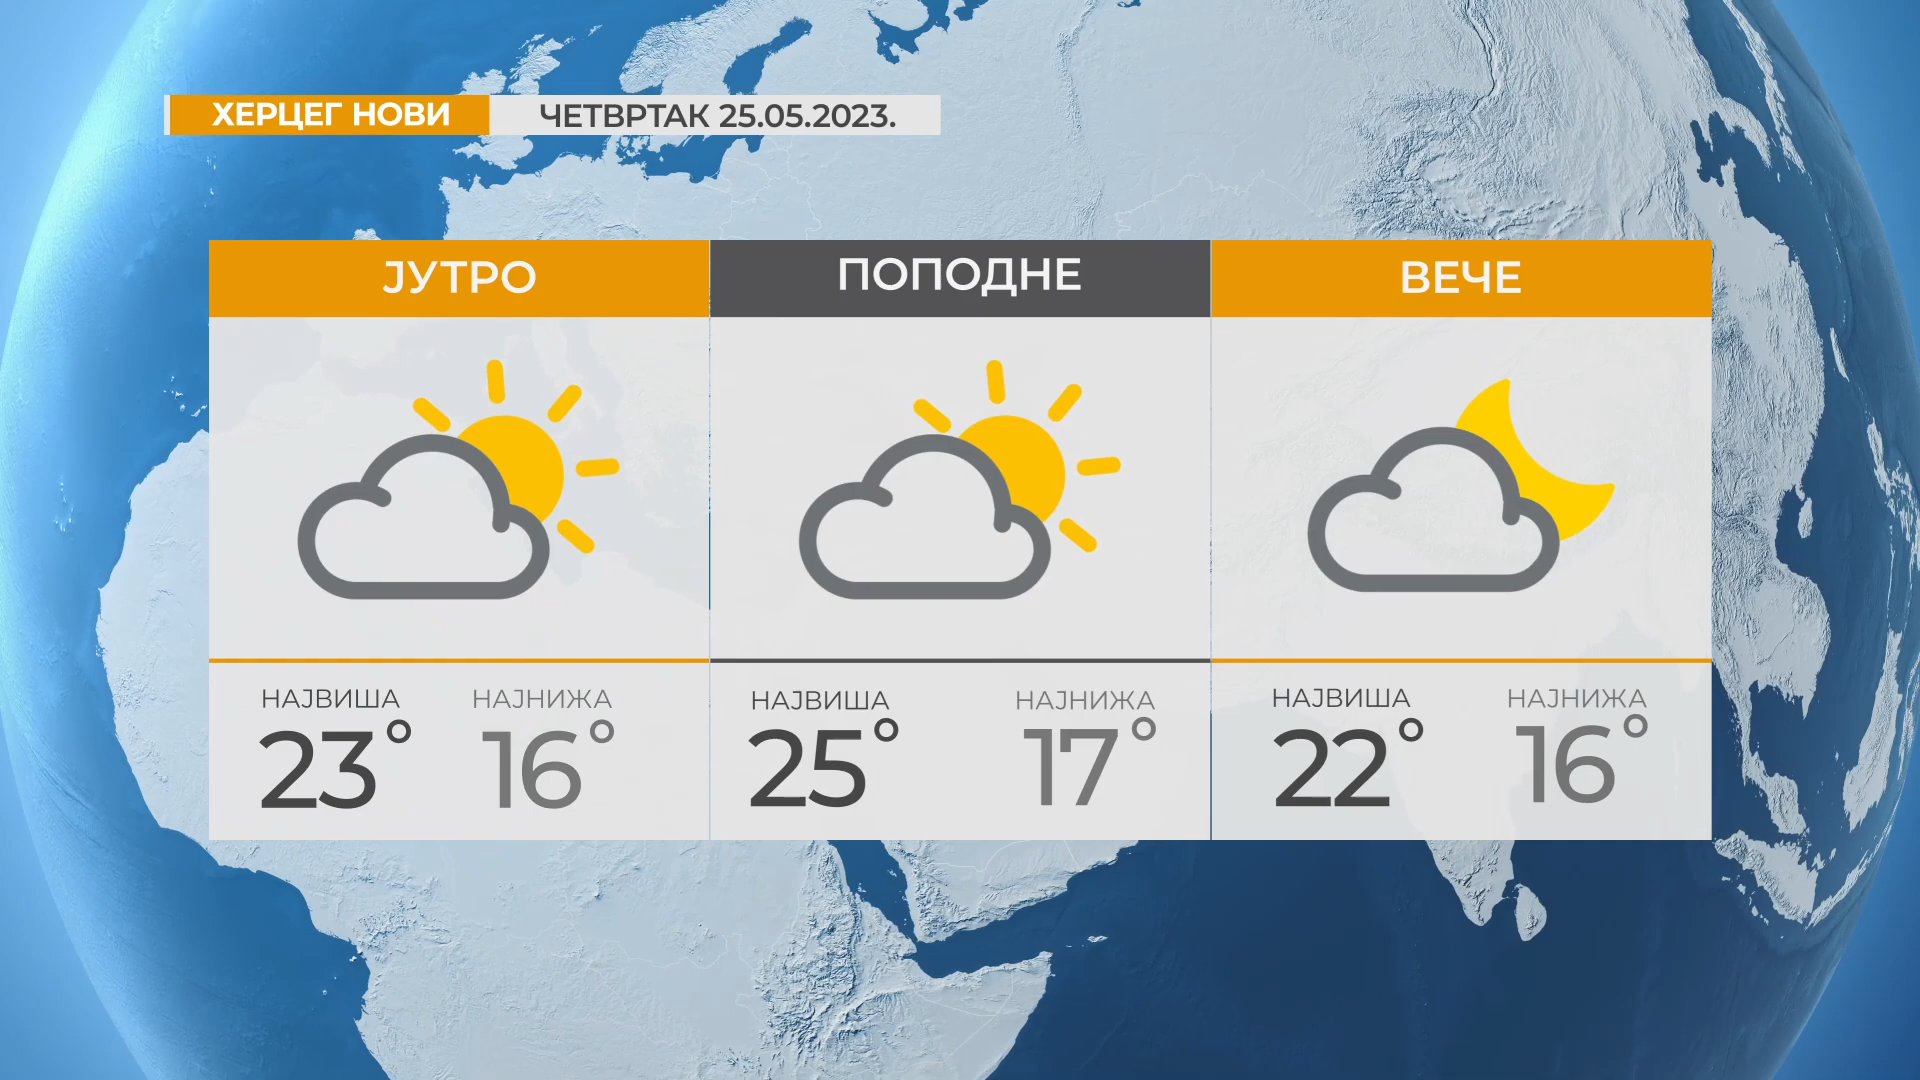 ХЕРЦЕГ НОВИ ЧЕТВРТАК 25.05.2023.
ЈУТРО ПОПОДНЕ ВЕЧЕ
НАЈВИША НАЈНИЖА НАЈВИША НАЈНИЖА НАЈВИША НАЈНИЖА
23° 16° 25° 17° 22° 16°